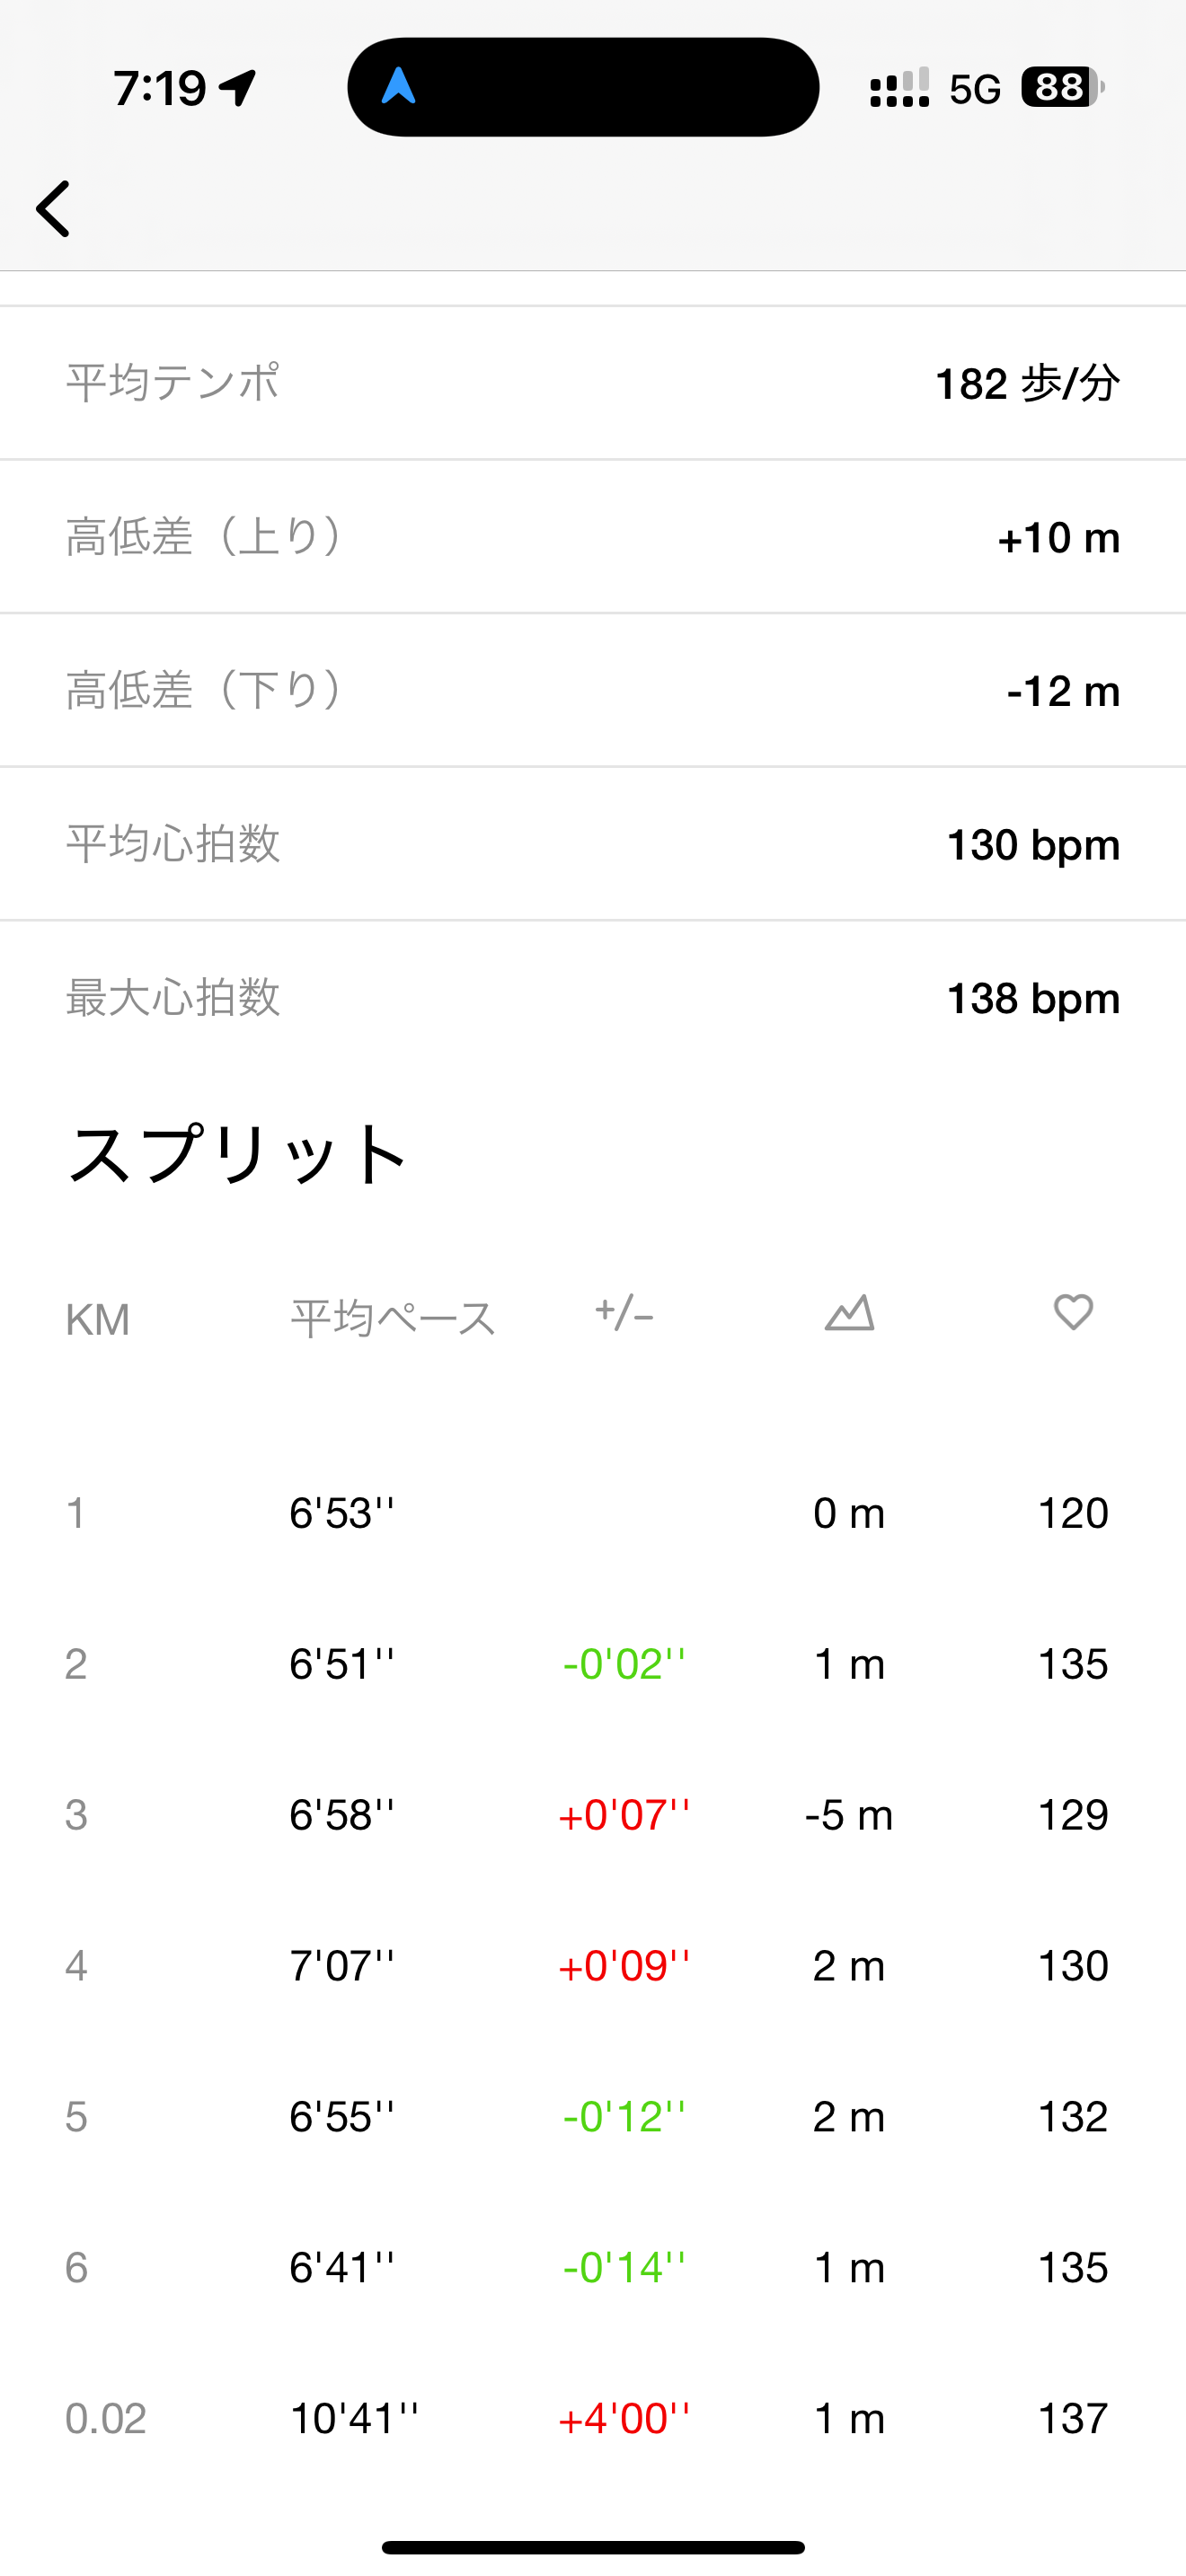 7:19 5G 88
平均テンポ 182 歩/分
高低差（上り） +10 m
高低差（下り） -12 m
平均心拍数 130 bpm
最大心拍数 138 bpm
スプリット
KM 平均ペース +/-
1 6'53'' 0 m 120
2 6'51'' -0'02'' 1 m 135
3 6'58'' +0'07'' -5 m 129
4 7'07'' +0'09'' 2 m 130
5 6'55'' -0'12'' 2 m 132
6 6'41'' -0'14'' 1 m 135
0.02 10'41'' +4'00'' 1 m 137